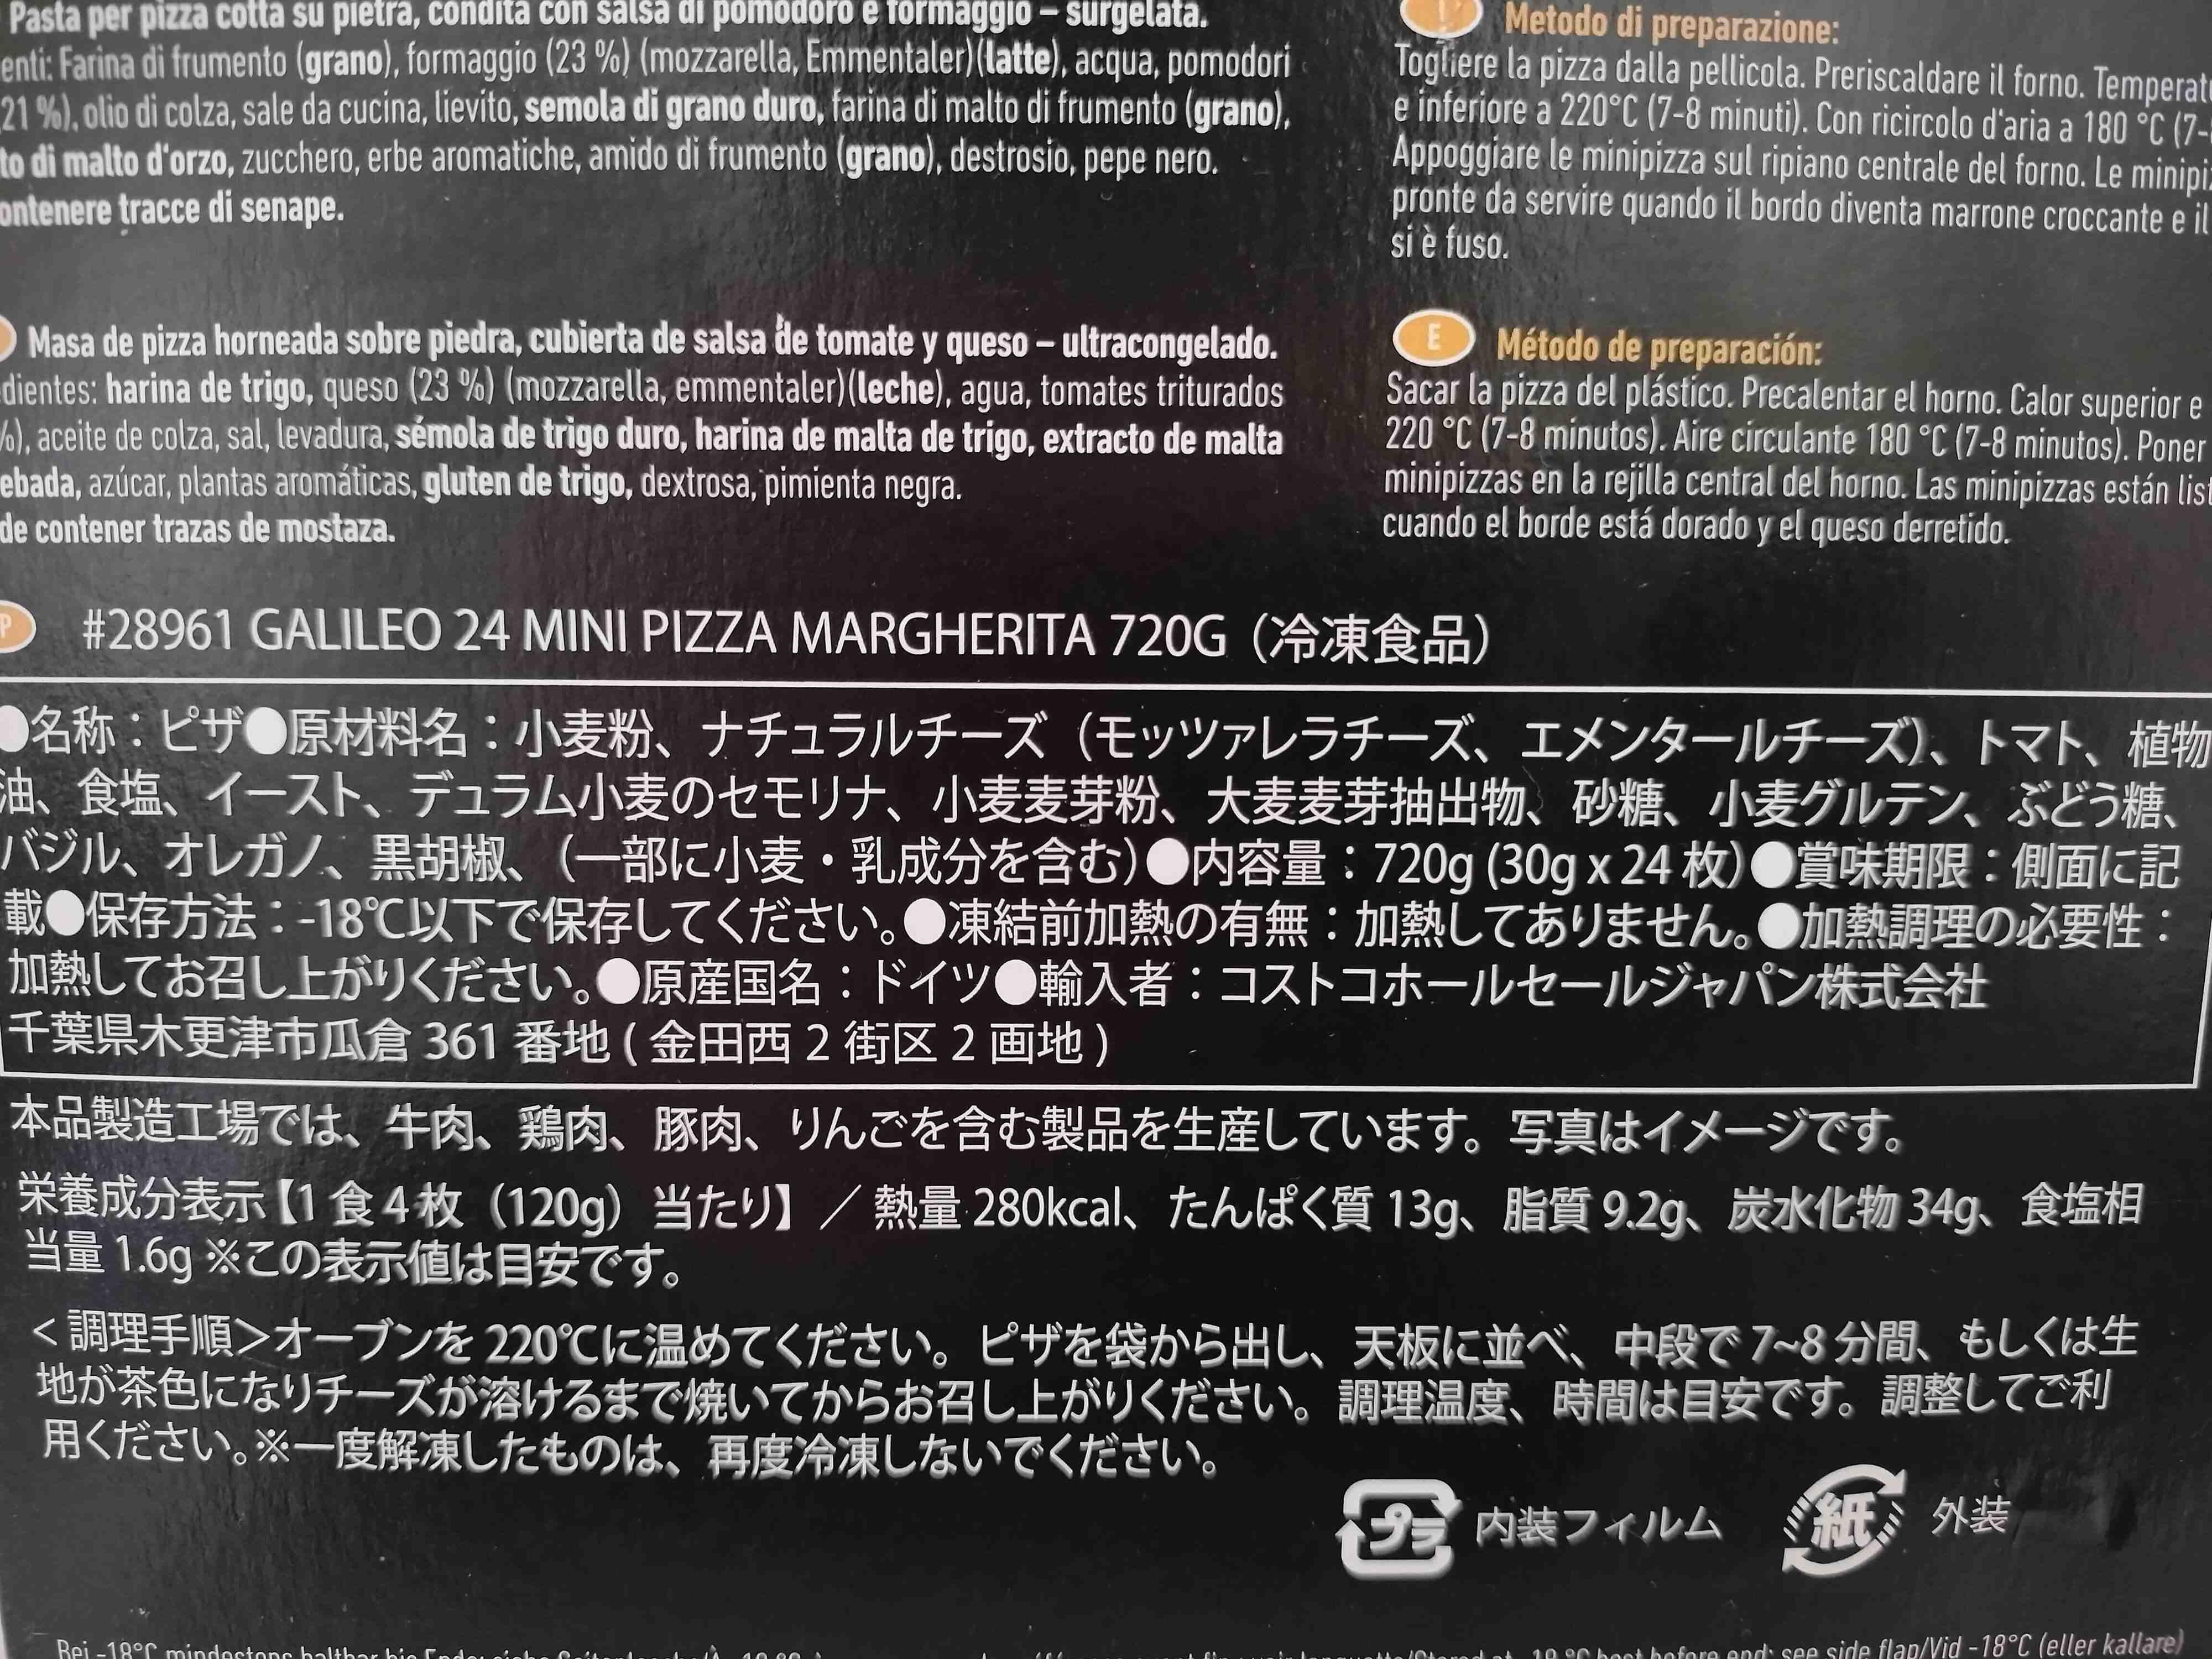 Pasta per pizza cotta su pietra, condita con salsa di pomodoro e formaggio – surgelata.
enti: Farina di frumento (grano), formaggio (23 %) (mozzarella, Emmentaler)(latte), acqua, pomodori
21 %), olio di colza, sale da cucina, lievito, semola di grano duro, farina di malto di frumento (grano),
to di malto d'orzo, zucchero, erbe aromatiche, amido di frumento (grano), destrosio, pepe nero.
ontenere tracce di senape.
I Metodo di preparazione:
Togliere la pizza dalla pellicola. Preriscaldare il forno. Temperat
e inferiore a 220°C (7-8 minuti). Con ricircolo d'aria a 180 °C (7-
Appoggiare le minipizza sul ripiano centrale del forno. Le minipi
pronte da servire quando il bordo diventa marrone croccante e il
si è fuso.
Masa de pizza horneada sobre piedra, cubierta de salsa de tomate y queso – ultracongelado.
dientes: harina de trigo, queso (23 %) (mozzarella, emmentaler)(leche), agua, tomates triturados
%), aceite de colza, sal, levadura, sémola de trigo duro, harina de malta de trigo, extracto de malta
ebada, azúcar, plantas aromáticas, gluten de trigo, dextrosa, pimienta negra.
de contener trazas de mostaza.
E Método de preparación:
Sacar la pizza del plástico. Precalentar el horno. Calor superior e
220 °C (7-8 minutos). Aire circulante 180 °C (7-8 minutos). Poner
minipizzas en la rejilla central del horno. Las minipizzas están list
cuando el borde está dorado y el queso derretido.
P #28961 GALILEO 24 MINI PIZZA MARGHERITA 720G（冷凍食品）
●名称：ピザ●原材料名：小麦粉、ナチュラルチーズ（モッツァレラチーズ、エメンタールチーズ）、トマト、植物
油、食塩、イースト、デュラム小麦のセモリナ、小麦麦芽粉、大麦麦芽抽出物、砂糖、小麦グルテン、ぶどう糖、
バジル、オレガノ、黒胡椒、（一部に小麦・乳成分を含む）●内容量：720g (30g x 24 枚）●賞味期限：側面に記
載●保存方法：-18℃以下で保存してください。●凍結前加熱の有無：加熱してありません。●加熱調理の必要性：
加熱してお召し上がりください。●原産国名：ドイツ●輸入者：コストコホールセールジャパン株式会社
千葉県木更津市瓜倉 361 番地 ( 金田西 2 街区 2 画地 )
本品製造工場では、牛肉、鶏肉、豚肉、りんごを含む製品を生産しています。写真はイメージです。
栄養成分表示【1 食 4 枚（120g）当たり】／ 熱量 280kcal、たんぱく質 13g、脂質 9.2g、炭水化物 34g、食塩相
当量 1.6g ※この表示値は目安です。
＜調理手順＞オーブンを 220℃に温めてください。ピザを袋から出し、天板に並べ、中段で 7~8 分間、もしくは生
地が茶色になりチーズが溶けるまで焼いてからお召し上がりください。調理温度、時間は目安です。調整してご利
用ください。※一度解凍したものは、再度冷凍しないでください。
プラ 内装フィルム 紙 外装
Bei -18°C mindestens haltbar bis Ende: see side flap/Vid -18°C (eller kallare)